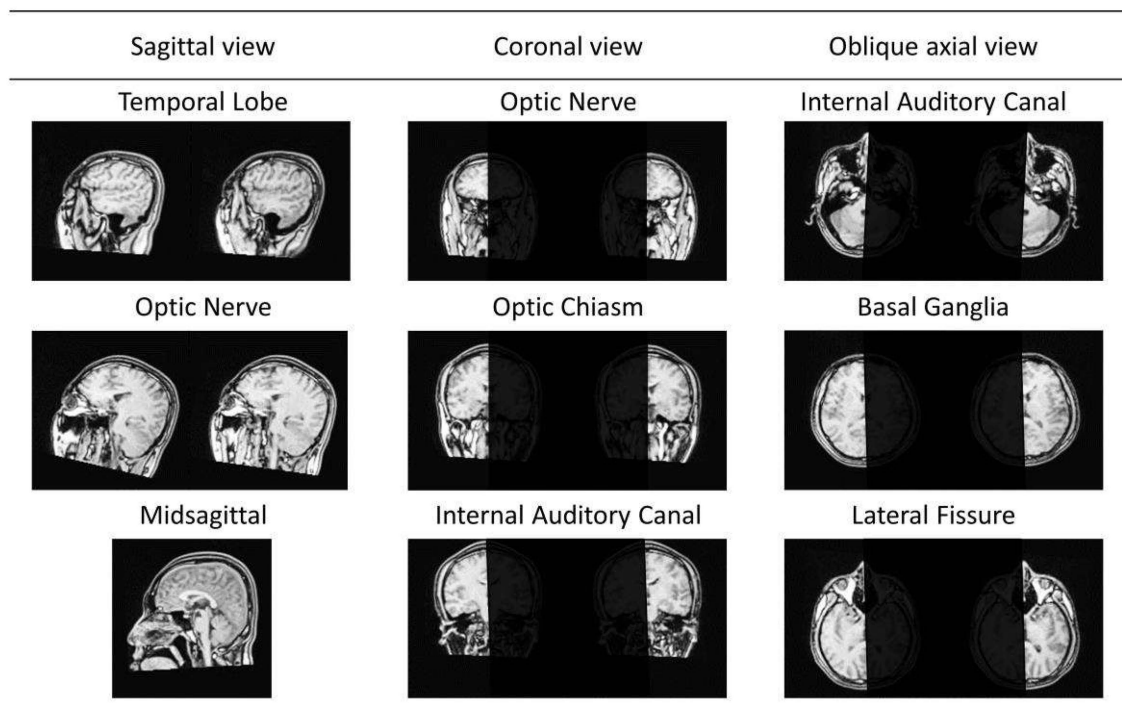 Sagittal view
Coronal view
Oblique axial view
Temporal Lobe
Optic Nerve
Internal Auditory Canal
Optic Nerve
Optic Chiasm
Basal Ganglia
Midsagittal
Internal Auditory Canal
Lateral Fissure